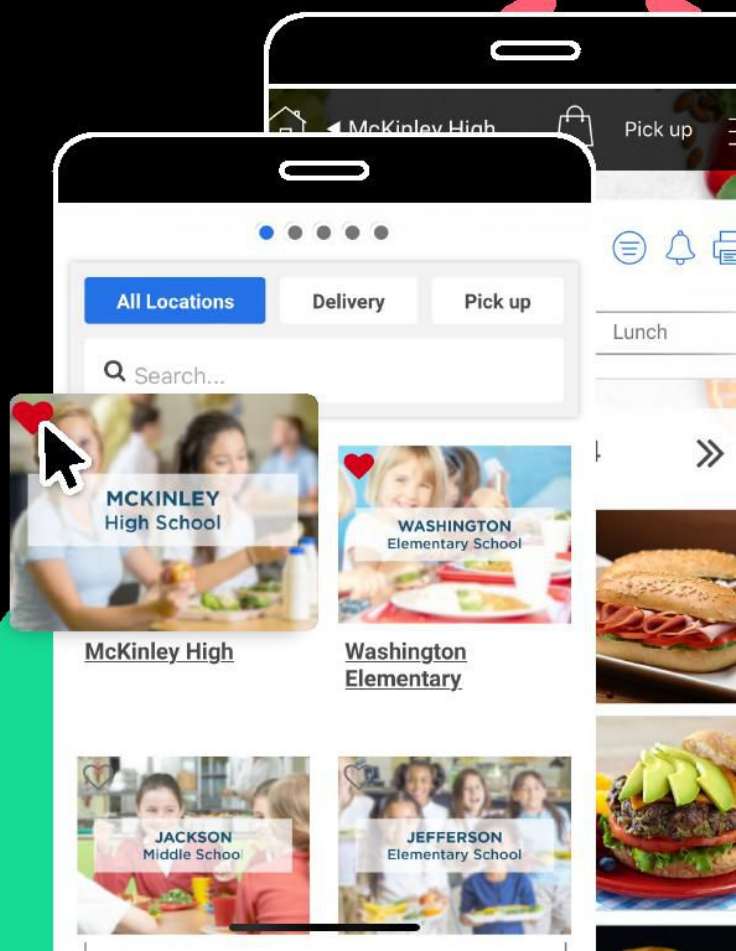 McKinley High
Pick up
All Locations
Delivery
Pick up
Search...
Lunch
MCKINLEY
High School
WASHINGTON
Elementary School
McKinley High
Washington
Elementary
JACKSON
Middle School
JEFFERSON
Elementary School